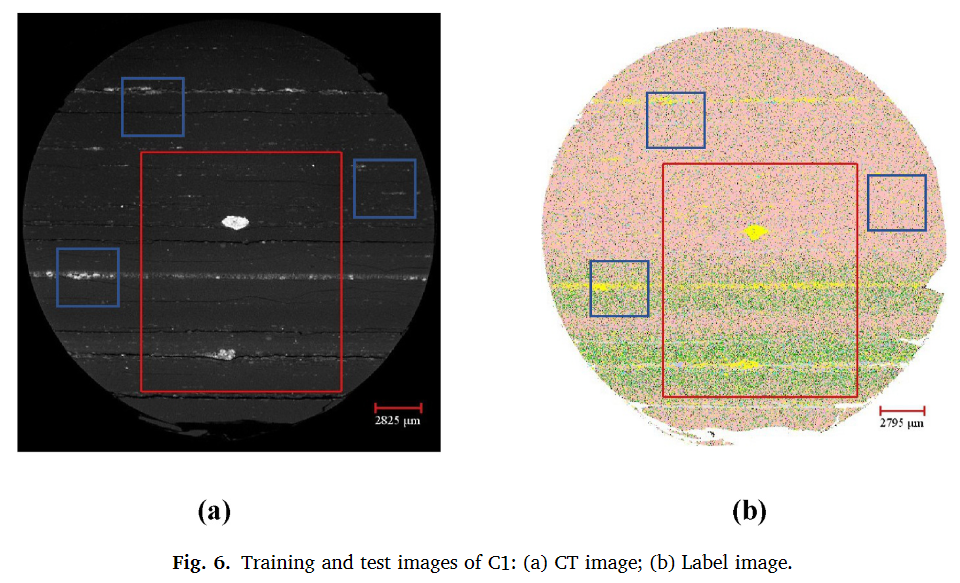 2825 μm
2795 μm
(a)
(b)
Fig. 6. Training and test images of C1: (a) CT image; (b) Label image.